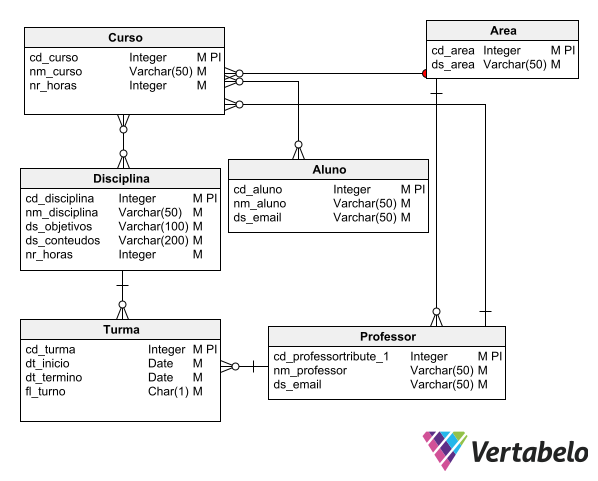 Curso
cd_curso Integer M PI
nm_curso Varchar(50) M
nr_horas Integer M
Area
cd_area Integer M PI
ds_area Varchar(50) M
Disciplina
cd_disciplina Integer M PI
nm_disciplina Varchar(50) M
ds_objetivos Varchar(100) M
ds_conteudos Varchar(200) M
nr_horas Integer M
Aluno
cd_aluno Integer M PI
nm_aluno Varchar(50) M
ds_email Varchar(50) M
Turma
cd_turma Integer M PI
dt_inicio Date M
dt_termino Date M
fl_turno Char(1) M
Professor
cd_professortribute_1 Integer M PI
nm_professor Varchar(50) M
ds_email Varchar(50) M
Vertabelo